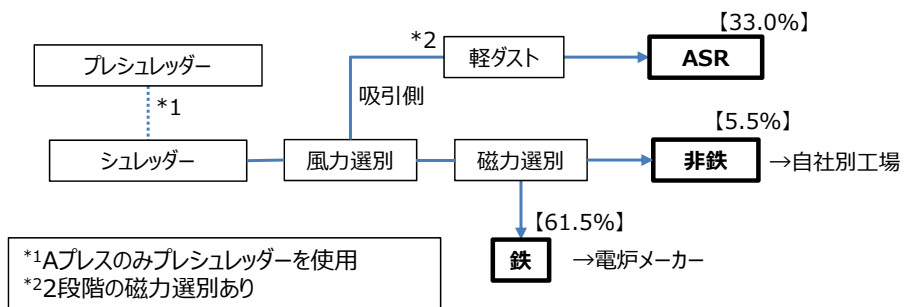 【33.0%】
*2
軽ダスト
ASR
プレシュレッダー
*1
吸引側
【5.5%】
シュレッダー
風力選別
磁力選別
非鉄
→自社別工場
【61.5%】
鉄
→電炉メーカー
*1Aプレスのみプレシュレッダーを使用
*22段階の磁力選別あり